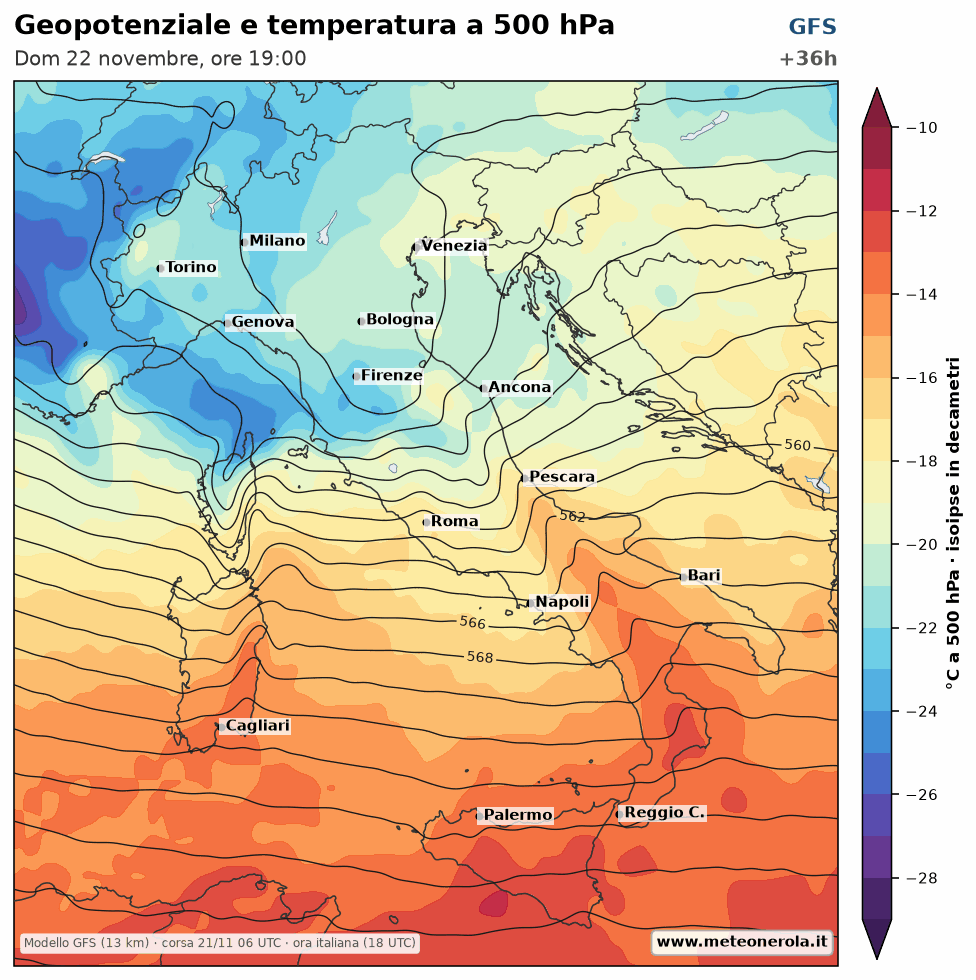 Geopotenziale e temperatura a 500 hPa
GFS
Dom 22 novembre, ore 19:00
+36h
Milano
Venezia
Torino
Genova
Bologna
Firenze
Ancona
560
Pescara
562
Roma
Bari
Napoli
566
568
Cagliari
Palermo
Reggio C.
Modello GFS (13 km) · corsa 21/11 06 UTC · ora italiana (18 UTC)
www.meteonerola.it
−10
−12
−14
−16
−18
−20
−22
−24
−26
−28
°C a 500 hPa · isoipse in decametri